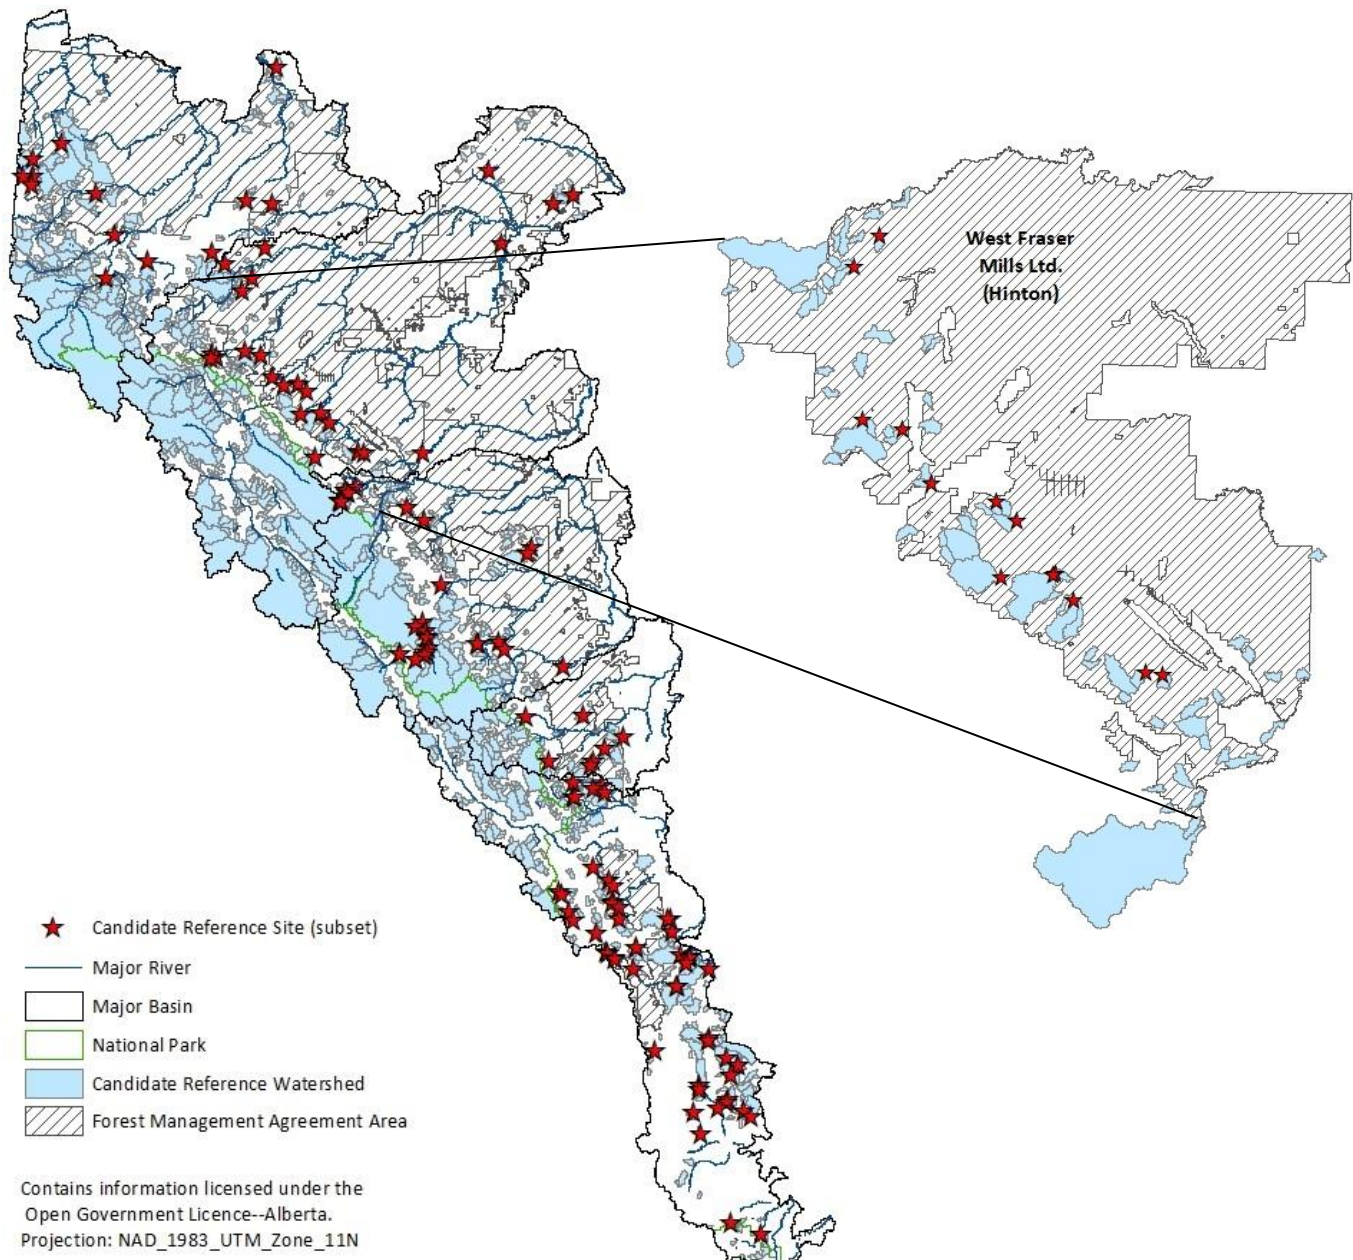 West Fraser
Mills Ltd.
(Hinton)
Candidate Reference Site (subset)
Major River
Major Basin
National Park
Candidate Reference Watershed
Forest Management Agreement Area
Contains information licensed under the
Open Government Licence--Alberta.
Projection: NAD_1983_UTM_Zone_11N